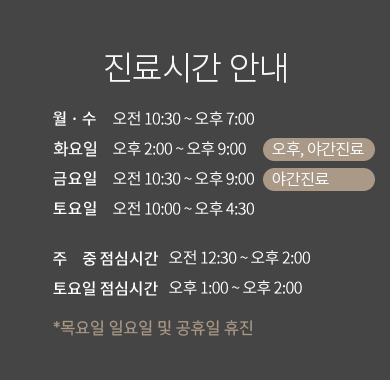 진료시간 안내
월 · 수 오전 10:30 ~ 오후 7:00
화요일 오후 2:00 ~ 오후 9:00 오후, 야간진료
금요일 오전 10:30 ~ 오후 9:00 야간진료
토요일 오전 10:00 ~ 오후 4:30
주 중 점심시간 오전 12:30 ~ 오후 2:00
토요일 점심시간 오후 1:00 ~ 오후 2:00
*목요일 일요일 및 공휴일 휴진